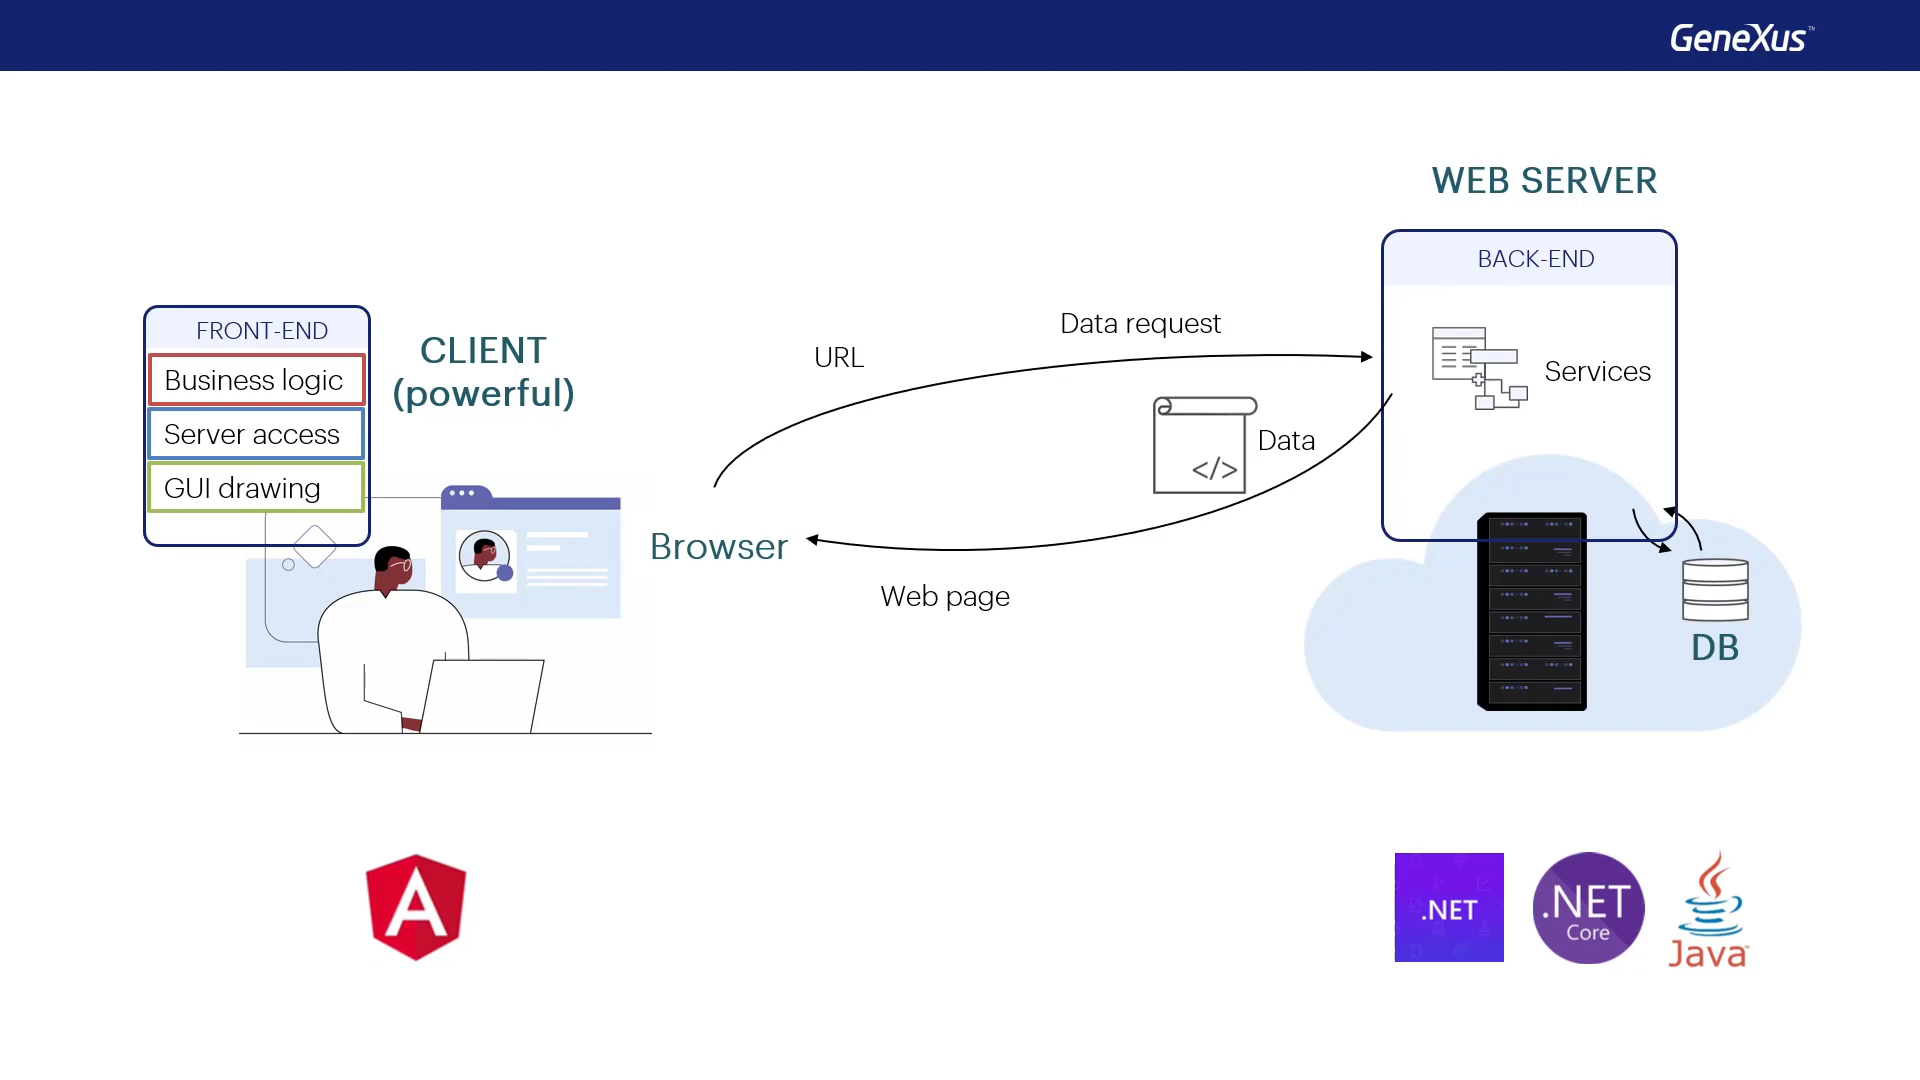 GeneXus™
WEB SERVER
BACK-END
Services
FRONT-END
Business logic
Server access
GUI drawing
CLIENT
(powerful)
URL
Data request
</>
Data
Browser
Web page
DB
A
.NET
.NET
Core
Java™